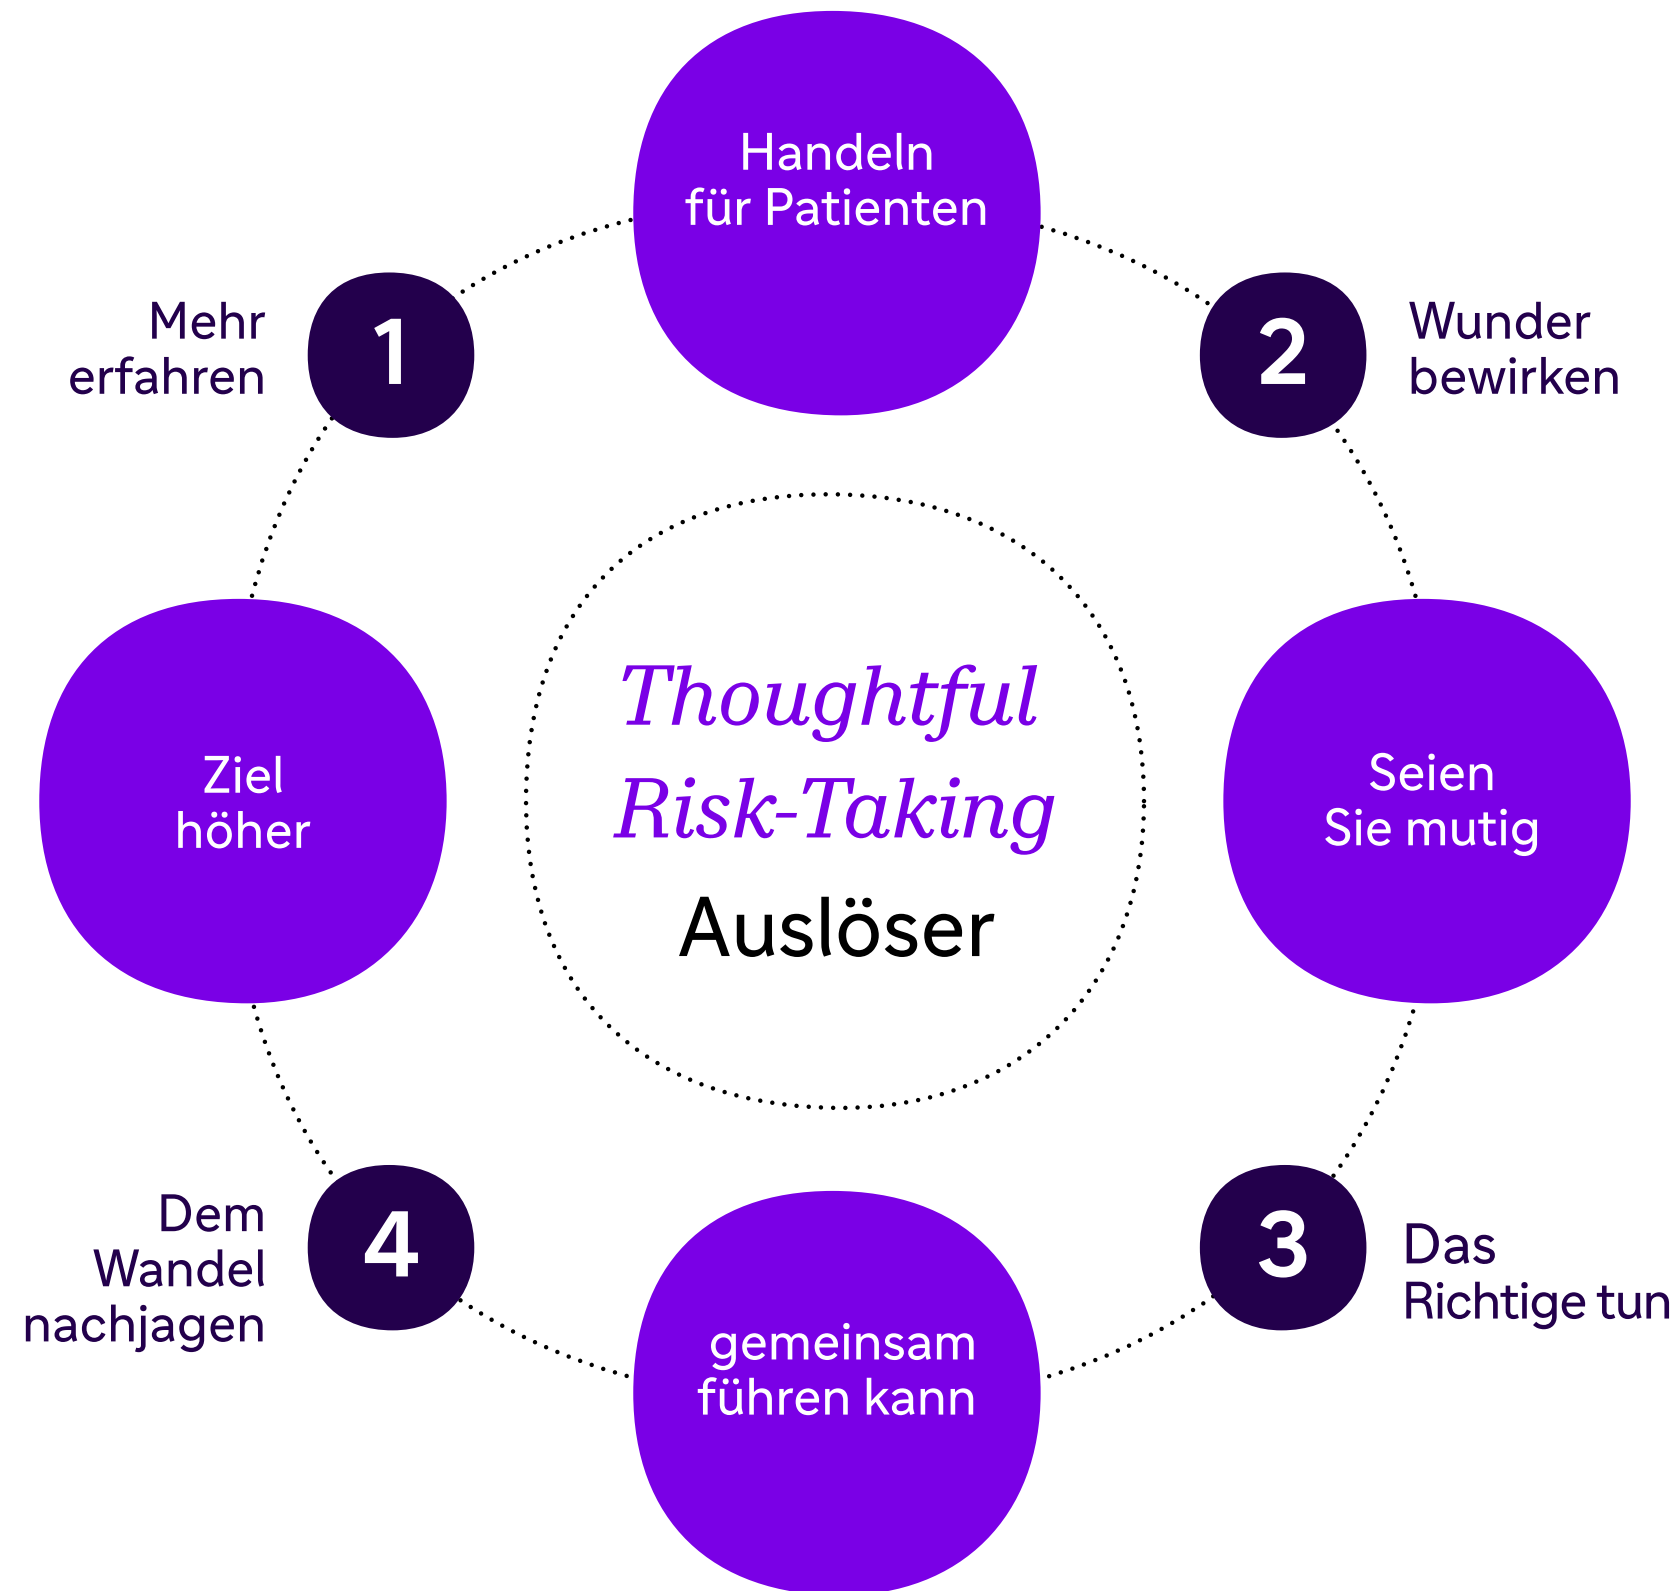 Handeln
für Patienten
1
Mehr
erfahren
2
Wunder
bewirken
Ziel
höher
Thoughtful
Risk-Taking
Auslöser
Seien
Sie mutig
4
Dem
Wandel
nachjagen
3
Das
Richtige tun
gemeinsam
führen kann